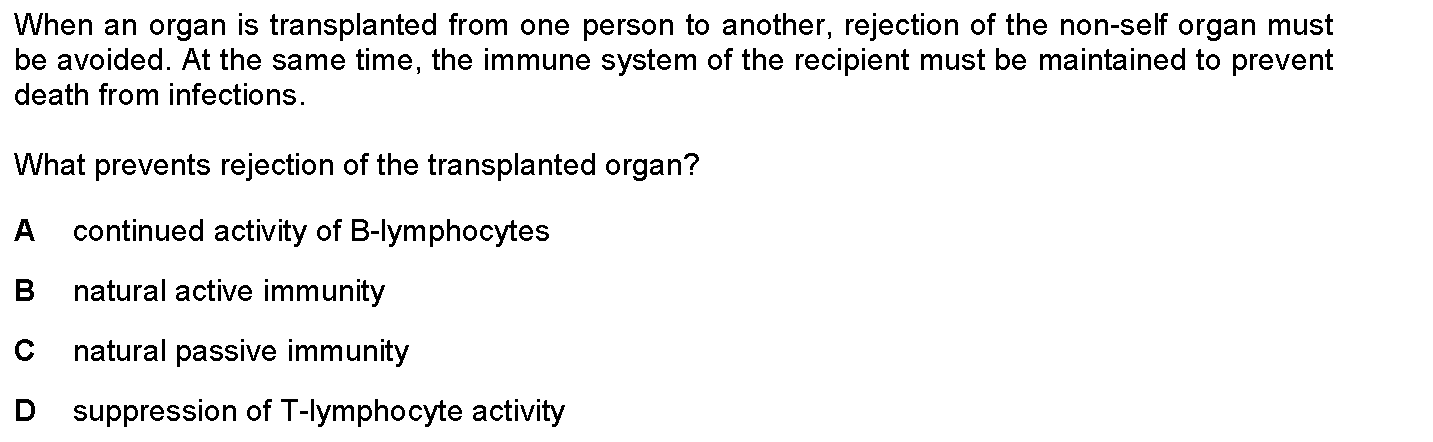 When an organ is transplanted from one person to another, rejection of the non-self organ must
be avoided. At the same time, the immune system of the recipient must be maintained to prevent
death from infections.
What prevents rejection of the transplanted organ?
A continued activity of B-lymphocytes
B natural active immunity
C natural passive immunity
D suppression of T-lymphocyte activity